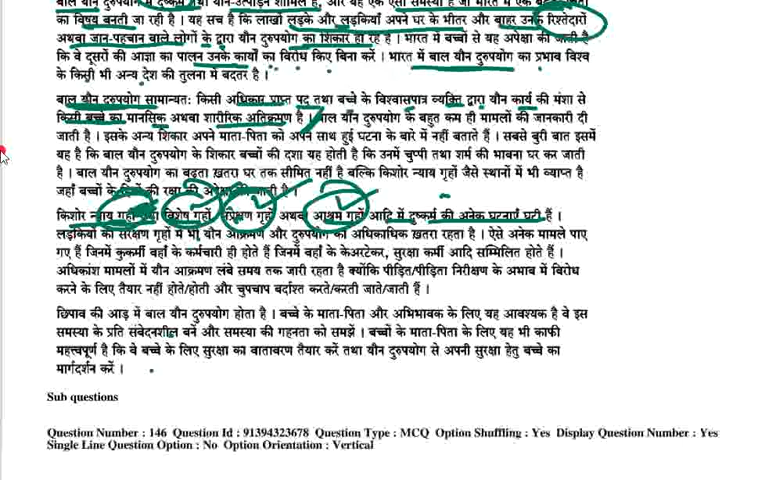 बाल यौन दुरुपयोग में दुष्कर्म तथा यौन-उत्पीड़न शामिल है, और यह एक ऐसी समस्या है जो भारत में एक
का विषय बनती जा रही है । यह सच है कि लाखों लड़के और लड़कियाँ अपने घर के भीतर और बाहर उनके रिश्तेदारों
अथवा जान-पहचान वाले लोगों के द्वारा यौन दुरुपयोग का शिकार हो रहे हैं । भारत में बच्चों से यह अपेक्षा की जाती है
कि वे दूसरों की आज्ञा का पालन उनके कार्यों का विरोध किए बिना करें । भारत में बाल यौन दुरुपयोग का प्रभाव विश्व
के किसी भी अन्य देश की तुलना में बदतर है ।
बाल यौन दुरुपयोग सामान्यत: किसी अधिकार प्राप्त पद तथा बच्चे के विश्वासपात्र व्यक्ति द्वारा यौन कार्य की मंशा से
किसी बच्चे का मानसिक अथवा शारीरिक अतिक्रमण है । बाल यौन दुरुपयोग के बहुत कम ही मामलों की जानकारी दी
जाती है । इसके अन्य शिकार अपने माता-पिता को अपने साथ हुई घटना के बारे में नहीं बताते हैं । सबसे बुरी बात इसमें
यह है कि बाल यौन दुरुपयोग के शिकार बच्चों की दशा यह होती है कि उनमें चुप्पी तथा शर्म की भावना घर कर जाती
है । बाल यौन दुरुपयोग का बढ़ता ख़तरा घर तक सीमित नहीं है बल्कि किशोर न्याय गृहों जैसे स्थानों में भी व्याप्त है
जहाँ बच्चों के हितों की रक्षा की अपेक्षा की जाती है ।
किशोर न्याय गृहों तथा विशेष गृहों, संप्रेक्षण गृहों अथवा आश्रम गृहों आदि में दुष्कर्म की अनेक घटनाएँ घटी हैं ।
लड़कियों को संरक्षण गृहों में भी यौन आक्रमण और दुरुपयोग का अधिकाधिक ख़तरा रहता है । ऐसे अनेक मामले पाए
गए हैं जिनमें कुकर्मी वहाँ के कर्मचारी ही होते हैं जिनमें वहाँ के केअरटेकर, सुरक्षा कर्मी आदि सम्मिलित होते हैं ।
अधिकांश मामलों में यौन आक्रमण लंबे समय तक जारी रहता है क्योंकि पीड़ित/पीड़िता निरीक्षण के अभाव में विरोध
करने के लिए तैयार नहीं होते/होती और चुपचाप बर्दाश्त करते/करती जाते/जाती हैं ।
छिपाव की आड़ में बाल यौन दुरुपयोग होता है । बच्चे के माता-पिता और अभिभावक के लिए यह आवश्यक है वे इस
समस्या के प्रति संवेदनशील बनें और समस्या की गहनता को समझें । बच्चों के माता-पिता के लिए यह भी काफी
महत्त्वपूर्ण है कि वे बच्चे के लिए सुरक्षा का वातावरण तैयार करें तथा यौन दुरुपयोग से अपनी सुरक्षा हेतु बच्चे का
मार्गदर्शन करें ।
Sub questions
Question Number : 146 Question Id : 91394323678 Question Type : MCQ Option Shuffling : Yes Display Question Number : Yes
Single Line Question Option : No Option Orientation : Vertical